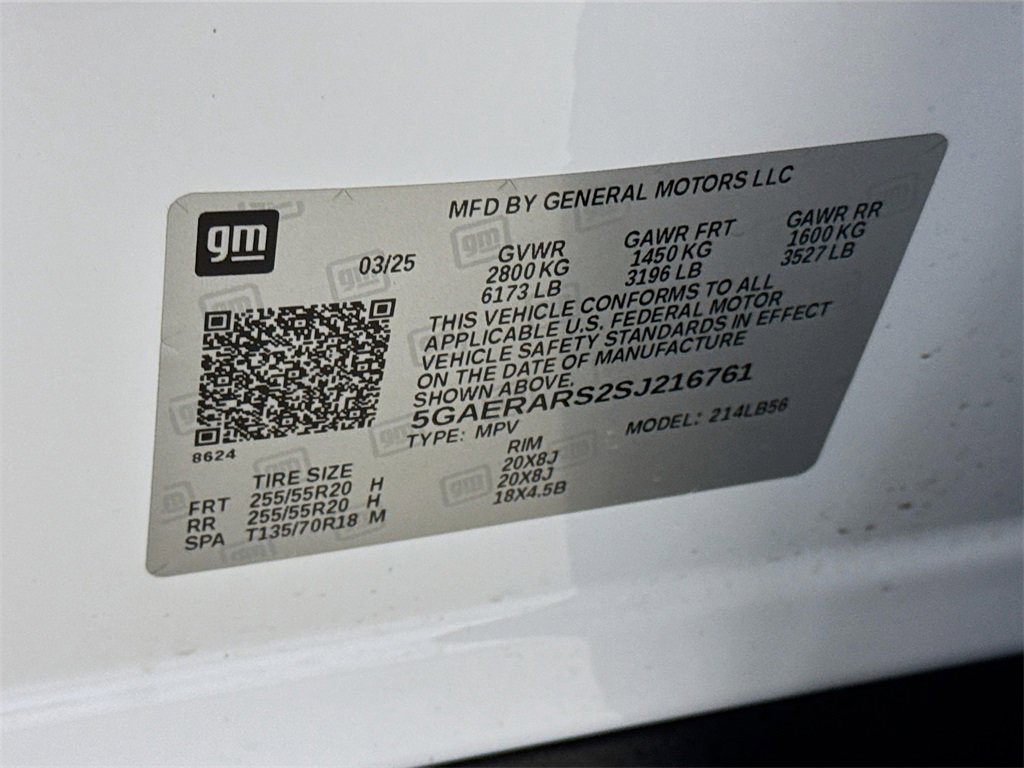 MFD BY GENERAL MOTORS LLC
gm
03/25
GVWR
2800 KG
6173 LB
GAWR FRT
1450 KG
3196 LB
GAWR RR
1600 KG
3527 LB
THIS VEHICLE CONFORMS TO ALL
APPLICABLE U.S. FEDERAL MOTOR
VEHICLE SAFETY STANDARDS IN EFFECT
ON THE DATE OF MANUFACTURE
SHOWN ABOVE.
5GAERARS2SJ216761
TYPE: MPV MODEL: 214LB56
8624
TIRE SIZE RIM
FRT 255/55R20 H 20X8J
RR 255/55R20 H 20X8J
SPA T135/70R18 M 18X4.5B